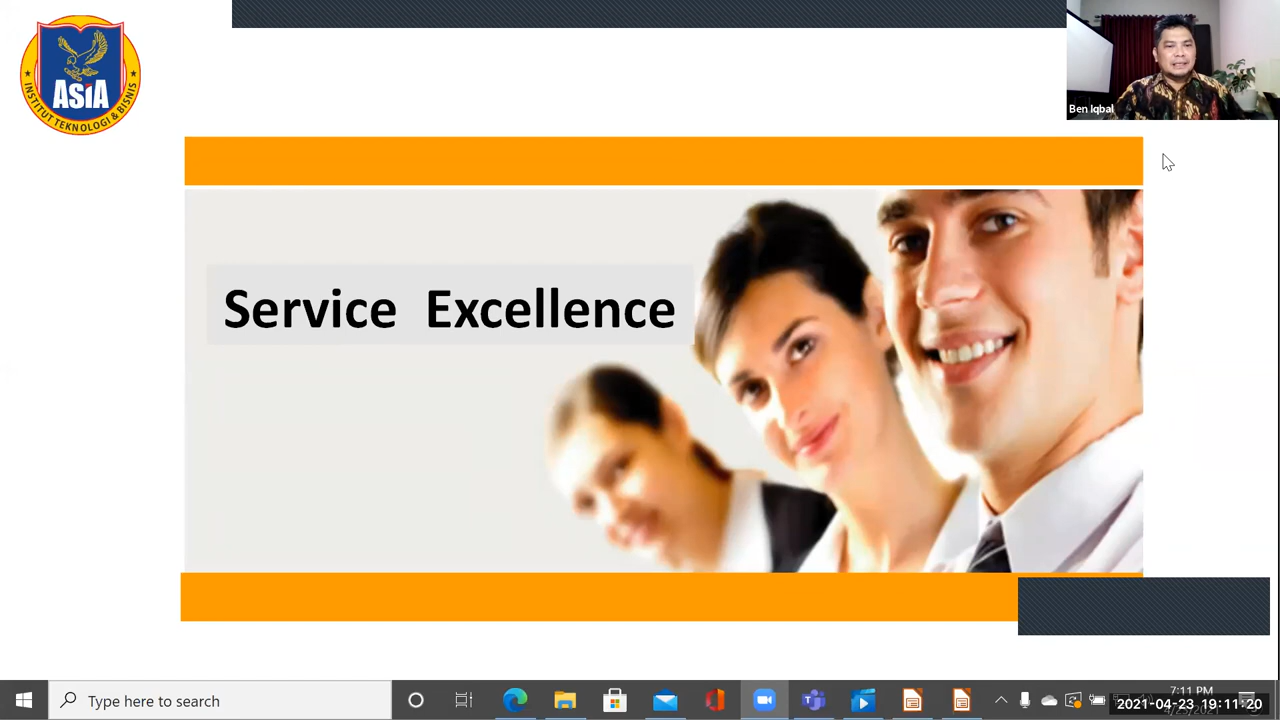 ASiA
INSTITUT TEKNOLOGI & BISNIS
Ben Iqbal
Service Excellence
Type here to search
7:11 PM
2021-04-23 19:11:20